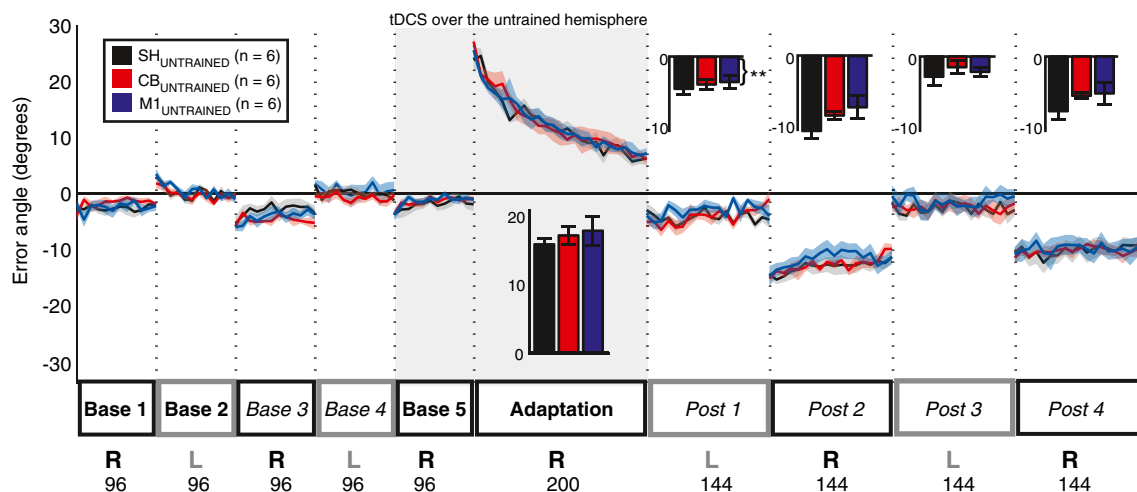 tDCS over the untrained hemisphere
Error angle (degrees)
30
20
10
0
-10
-20
-30
SH UNTRAINED (n = 6)
CB UNTRAINED (n = 6)
M1 UNTRAINED (n = 6)
20
10
0
0
-10
**
0
-10
0
-10
0
-10
Base 1 Base 2 Base 3 Base 4 Base 5 Adaptation Post 1 Post 2 Post 3 Post 4
R L R L R R L R L R
96 96 96 96 96 200 144 144 144 144